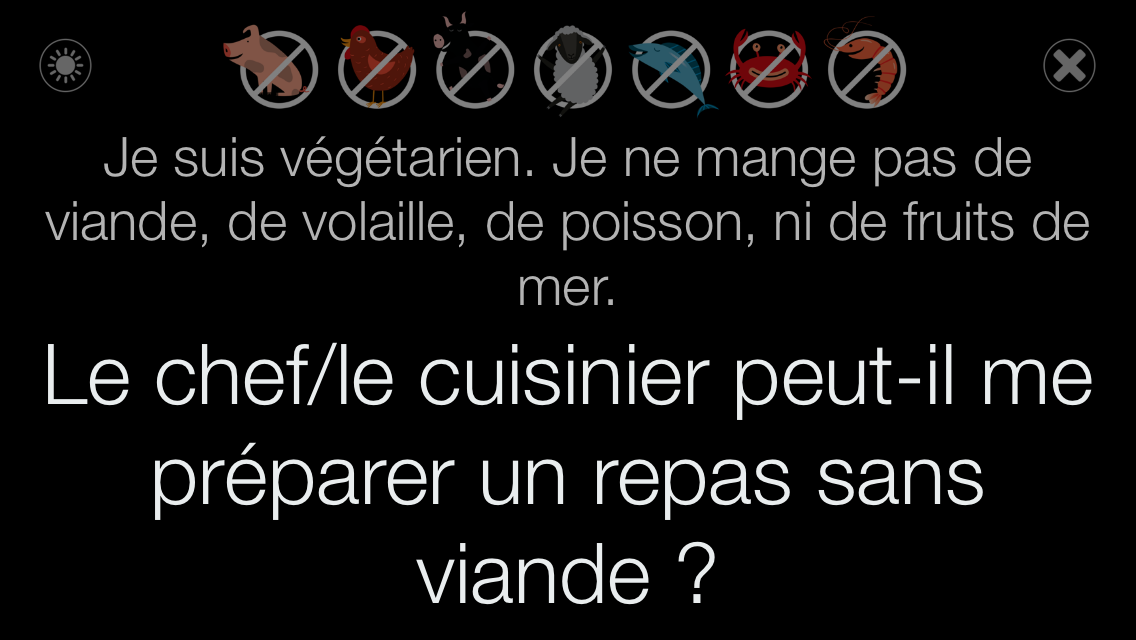 Je suis végétarien. Je ne mange pas de
viande, de volaille, de poisson, ni de fruits de
mer.
Le chef/le cuisinier peut-il me
préparer un repas sans
viande ?